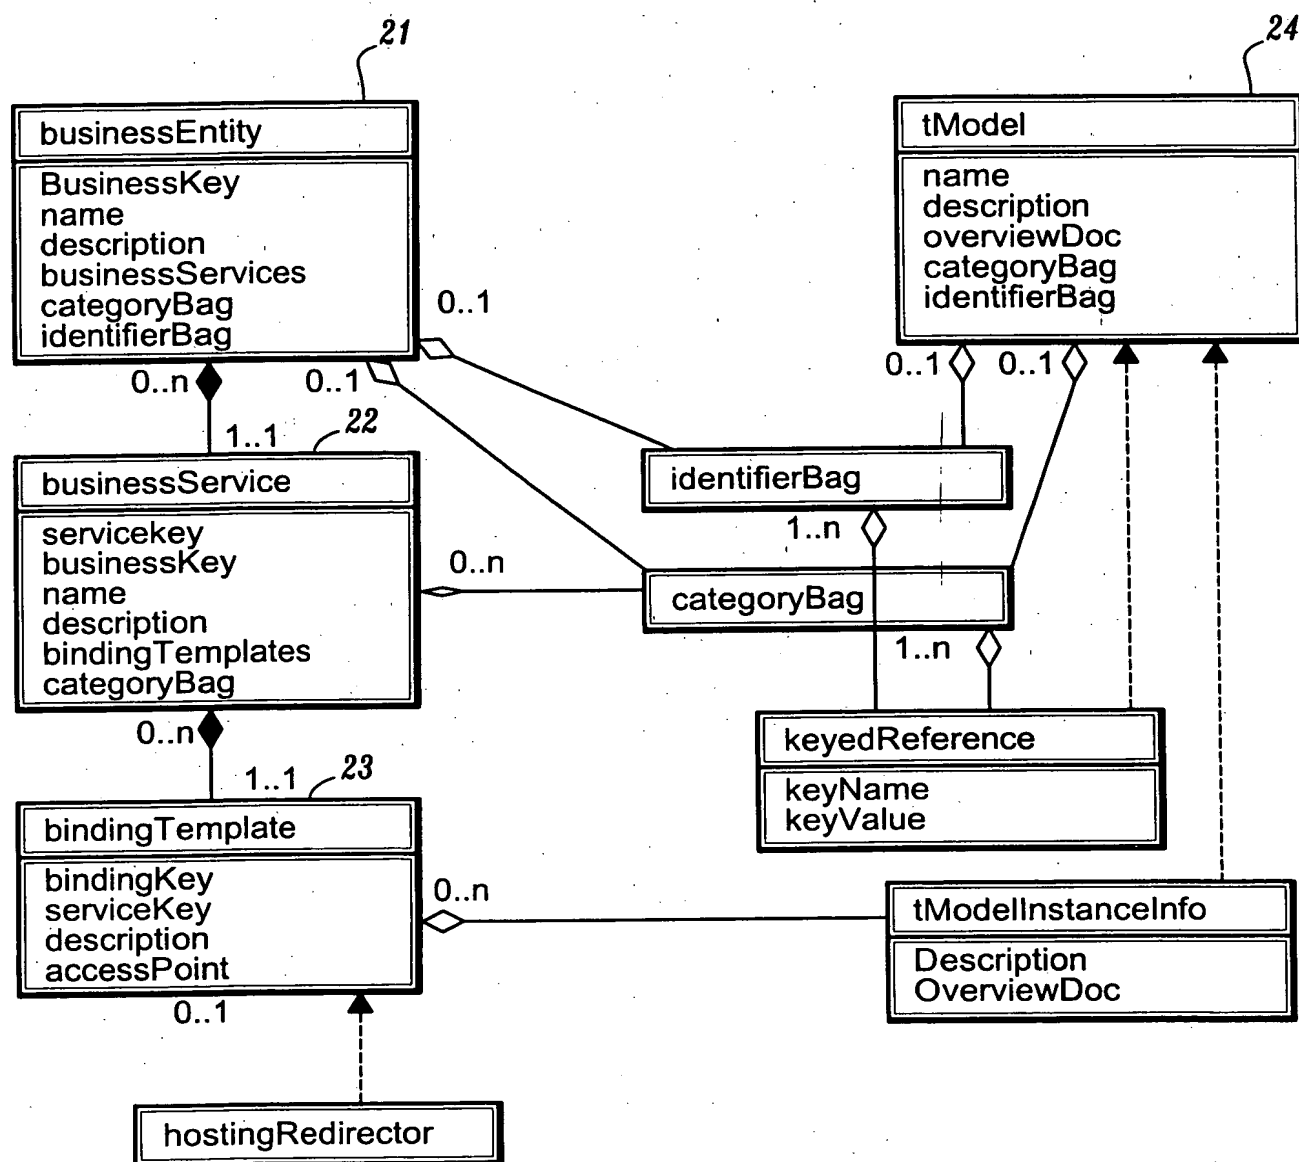 21
businessEntity
BusinessKey
name
description
businessServices
categoryBag
identifierBag
24
tModel
name
description
overviewDoc
categoryBag
identifierBag
0..1
0..n
0..1
0..1
0..1
1..1
22
businessService
servicekey
businessKey
name
description
bindingTemplates
categoryBag
identifierBag
1..n
0..n
categoryBag
1..n
0..n
1..1
23
keyedReference
keyName
keyValue
bindingTemplate
bindingKey
serviceKey
description
accessPoint
0..n
tModelInstanceInfo
Description
OverviewDoc
0..1
hostingRedirector